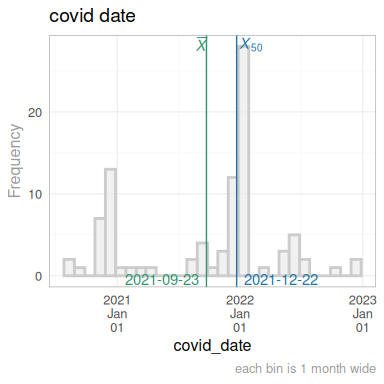 covid date
X̅ X₅₀
Frequency
20
10
0
2021-09-23 2021-12-22
2021 2022 2023
Jan Jan Jan
01 01 01
covid_date
each bin is 1 month wide